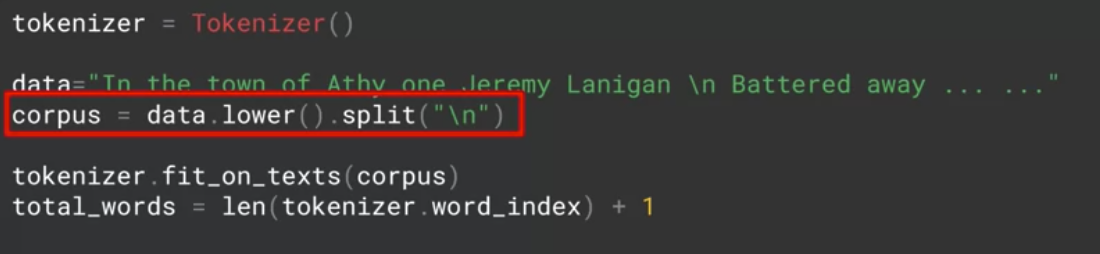 tokenizer = Tokenizer()
data="In the town of Athy one Jeremy Lanigan \n Battered away ... ..."
corpus = data.lower().split("\n")
tokenizer.fit_on_texts(corpus)
total_words = len(tokenizer.word_index) + 1